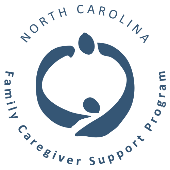 NORTH CAROLINA
Family Caregiver Support Program